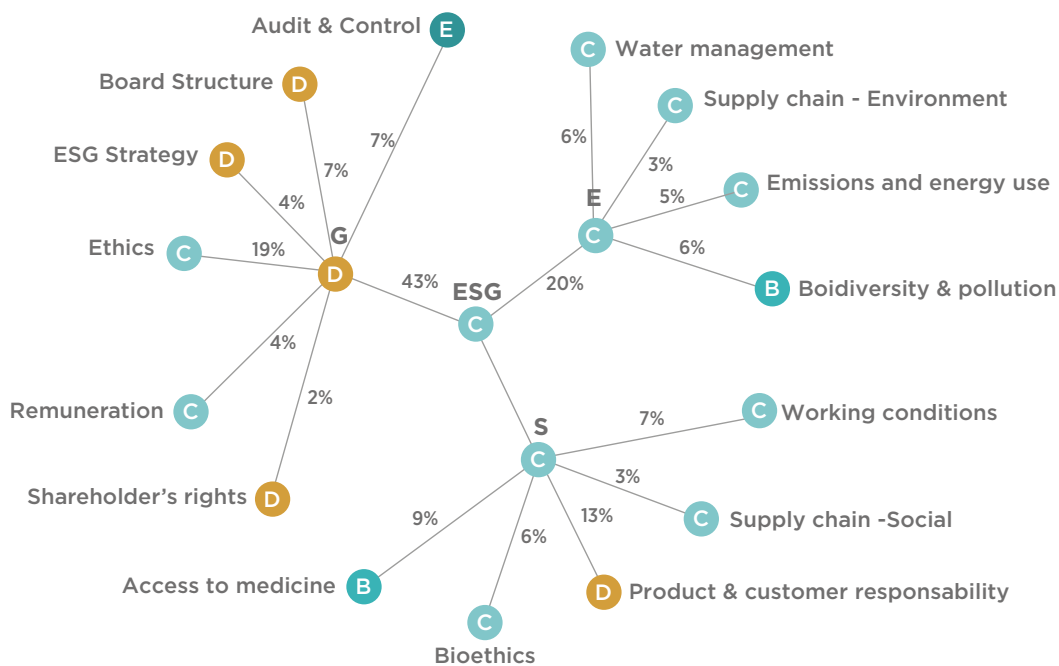 Audit & Control
E
Board Structure
D
7%
7%
ESG Strategy
D
4%
Ethics
C
19%
G
D
Remuneration
C
4%
Shareholder’s rights
D
2%
43%
ESG
C
20%
E
C
Water management
C
6%
Supply chain - Environment
C
3%
Emissions and energy use
C
5%
Boidiversity & pollution
B
6%
S
C
Working conditions
C
7%
Supply chain -Social
C
3%
Product & customer responsability
D
13%
Bioethics
C
6%
Access to medicine
B
9%